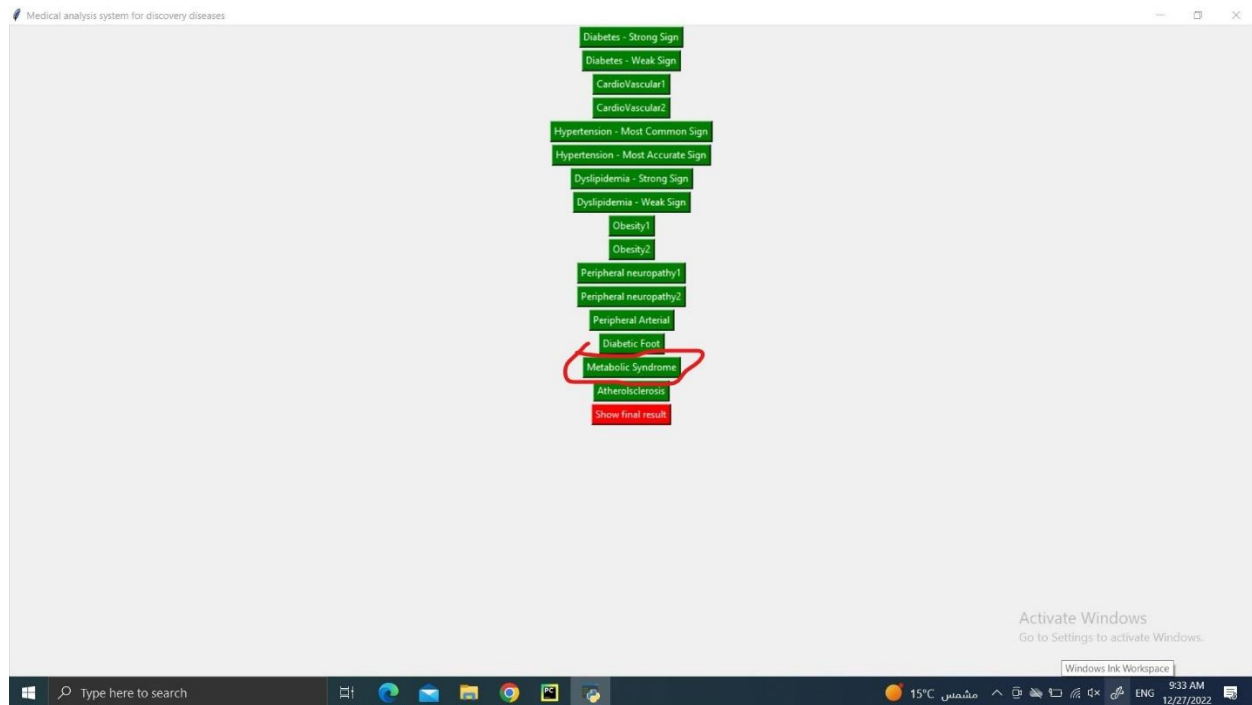 Medical analysis system for discovery diseases
Diabetes - Strong Sign
Diabetes - Weak Sign
CardioVascular1
CardioVascular2
Hypertension - Most Common Sign
Hypertension - Most Accurate Sign
Dyslipidemia - Strong Sign
Dyslipidemia - Weak Sign
Obesity1
Obesity2
Peripheral neuropathy1
Peripheral neuropathy2
Peripheral Arterial
Diabetic Foot
Metabolic Syndrome
Atherolsclerosis
Show final result
Activate Windows
Go to Settings to activate Windows.
Windows Ink Workspace
Type here to search
PC
15°C مشمس
ENG
9:33 AM
12/27/2022